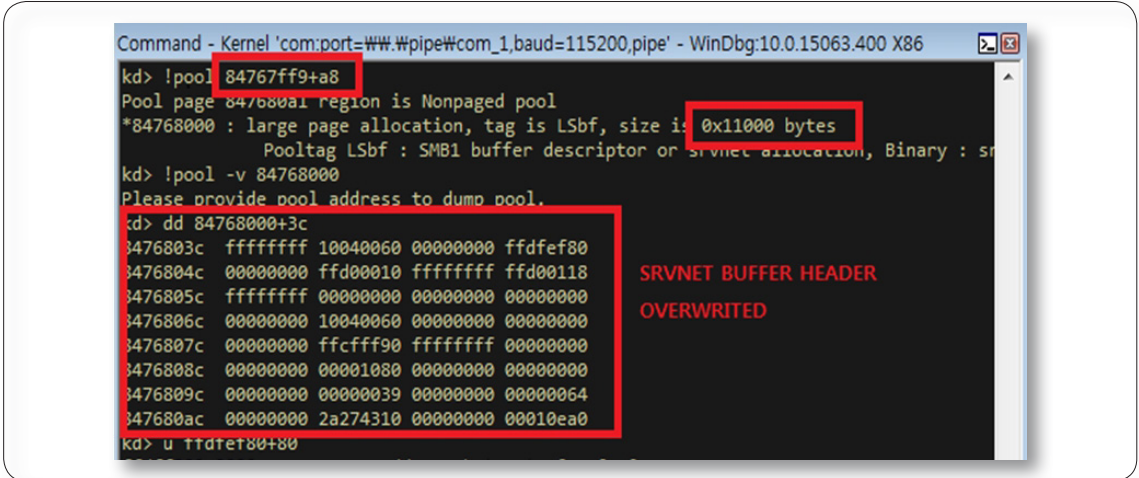 Command - Kernel 'com:port=₩₩.₩pipe₩com_1,baud=115200,pipe' - WinDbg:10.0.15063.400 X86
kd> !pool 84767ff9+a8
Pool page 847680a1 region is Nonpaged pool
*84768000 : large page allocation, tag is LSbf, size is 0x11000 bytes
Pooltag LSbf : SMB1 buffer descriptor or srvnet allocation, Binary : sr
kd> !pool -v 84768000
Please provide pool address to dump pool.
kd> dd 84768000+3c
8476803c ffffffff 10040060 00000000 ffdfef80
8476804c 00000000 ffd00010 ffffffff ffd00118
8476805c ffffffff 00000000 00000000 00000000
8476806c 00000000 10040060 00000000 00000000
8476807c 00000000 ffcfff90 ffffffff 00000000
8476808c 00000000 00001080 00000000 00000000
8476809c 00000000 00000039 00000000 00000064
847680ac 00000000 2a274310 00000000 00010ea0
SRVNET BUFFER HEADER
OVERWRITED
kd> u ffdfef80+80